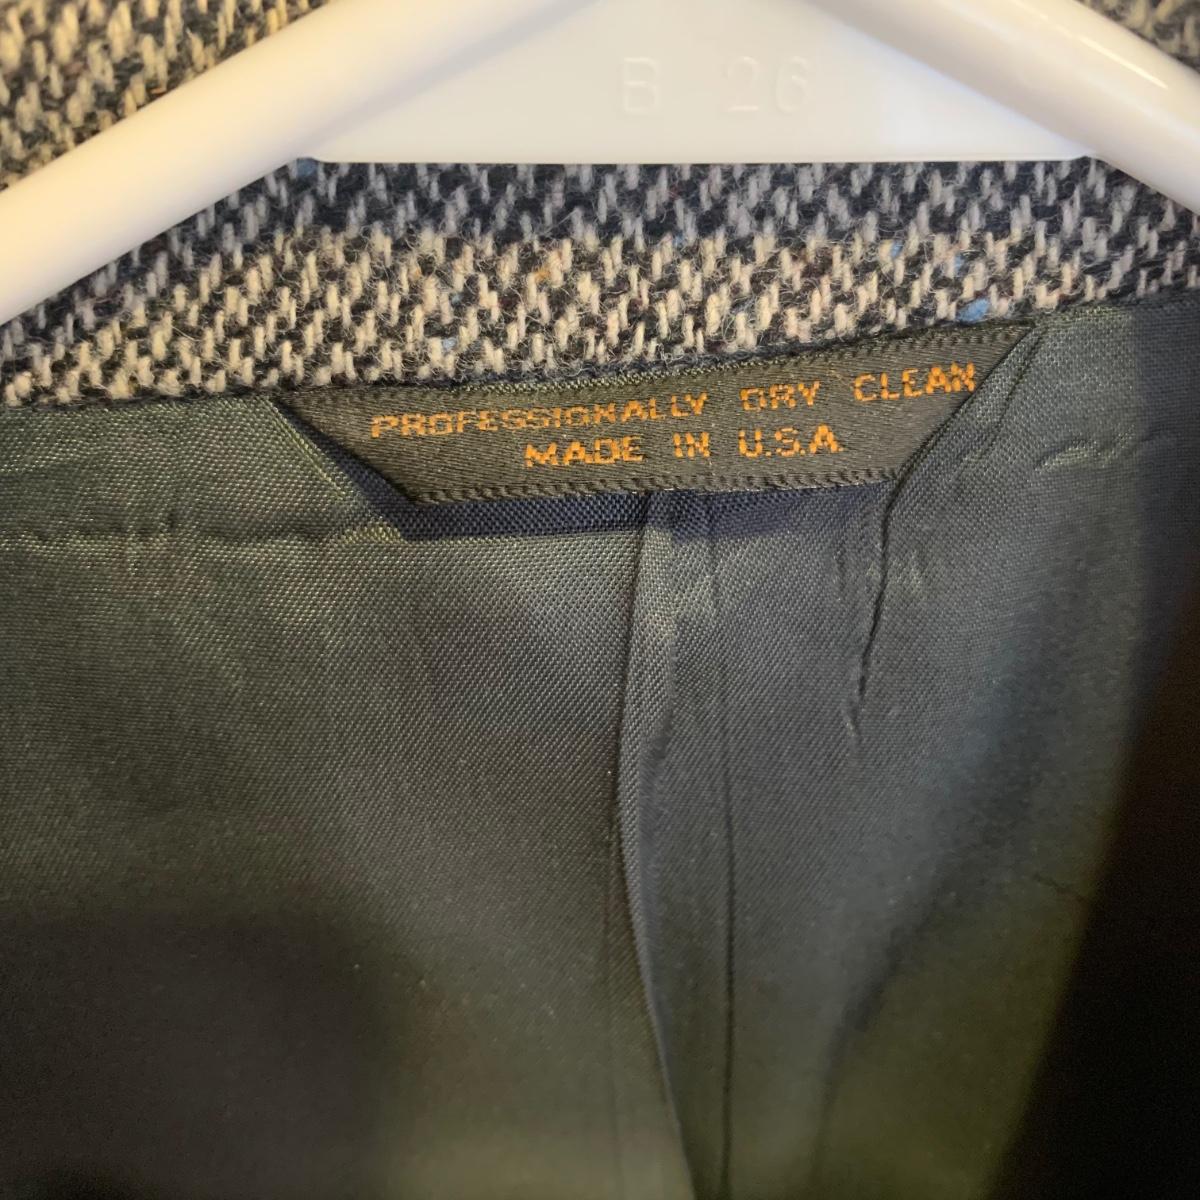 B 26
PROFESSIONALLY DRY CLEAN
MADE IN U.S.A.